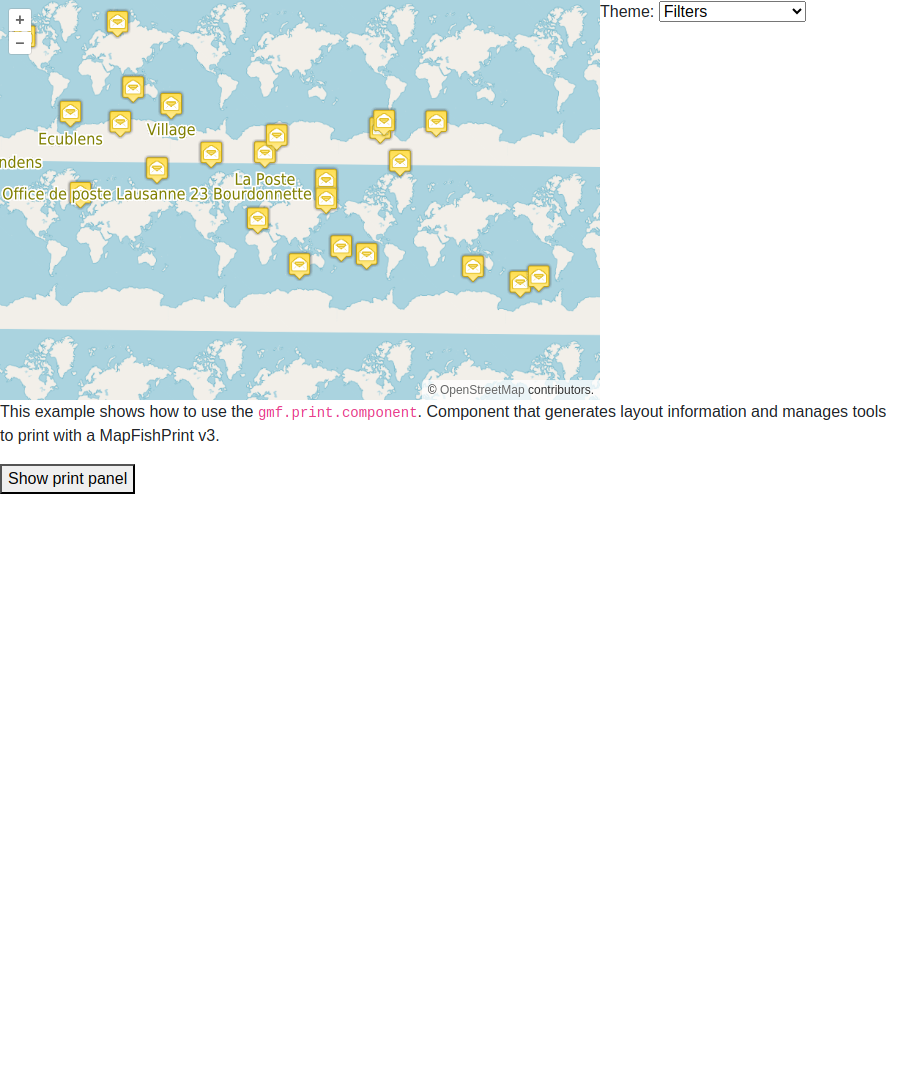 +
−
Theme: Filters
Village
Ecublens
ndens
La Poste
Office de poste Lausanne 23 Bourdonnette
© OpenStreetMap contributors.
This example shows how to use the gmf.print.component. Component that generates layout information and manages tools
to print with a MapFishPrint v3.
Show print panel